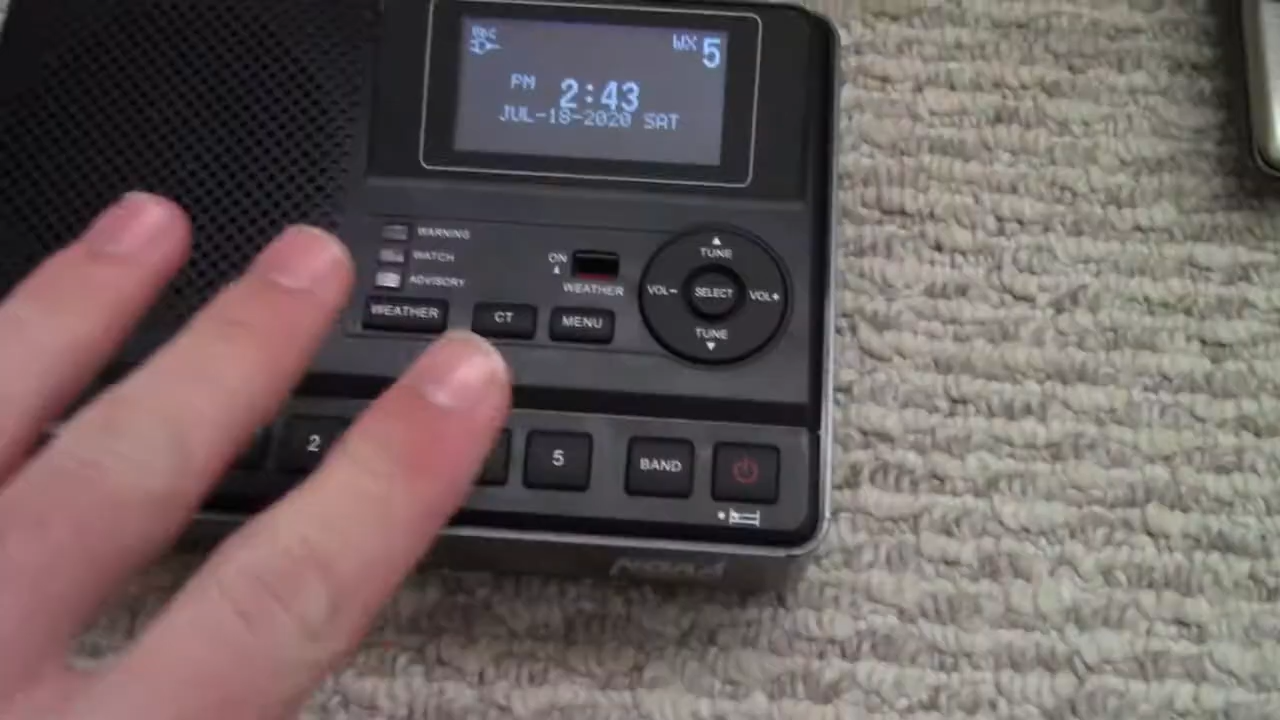 WX 5
PM 2:43
JUL-18-2020 SAT
WARNING
WATCH
ADVISORY
ON
WEATHER
TUNE
VOL-
SELECT
VOL+
TUNE
WEATHER
CT
MENU
2
5
BAND